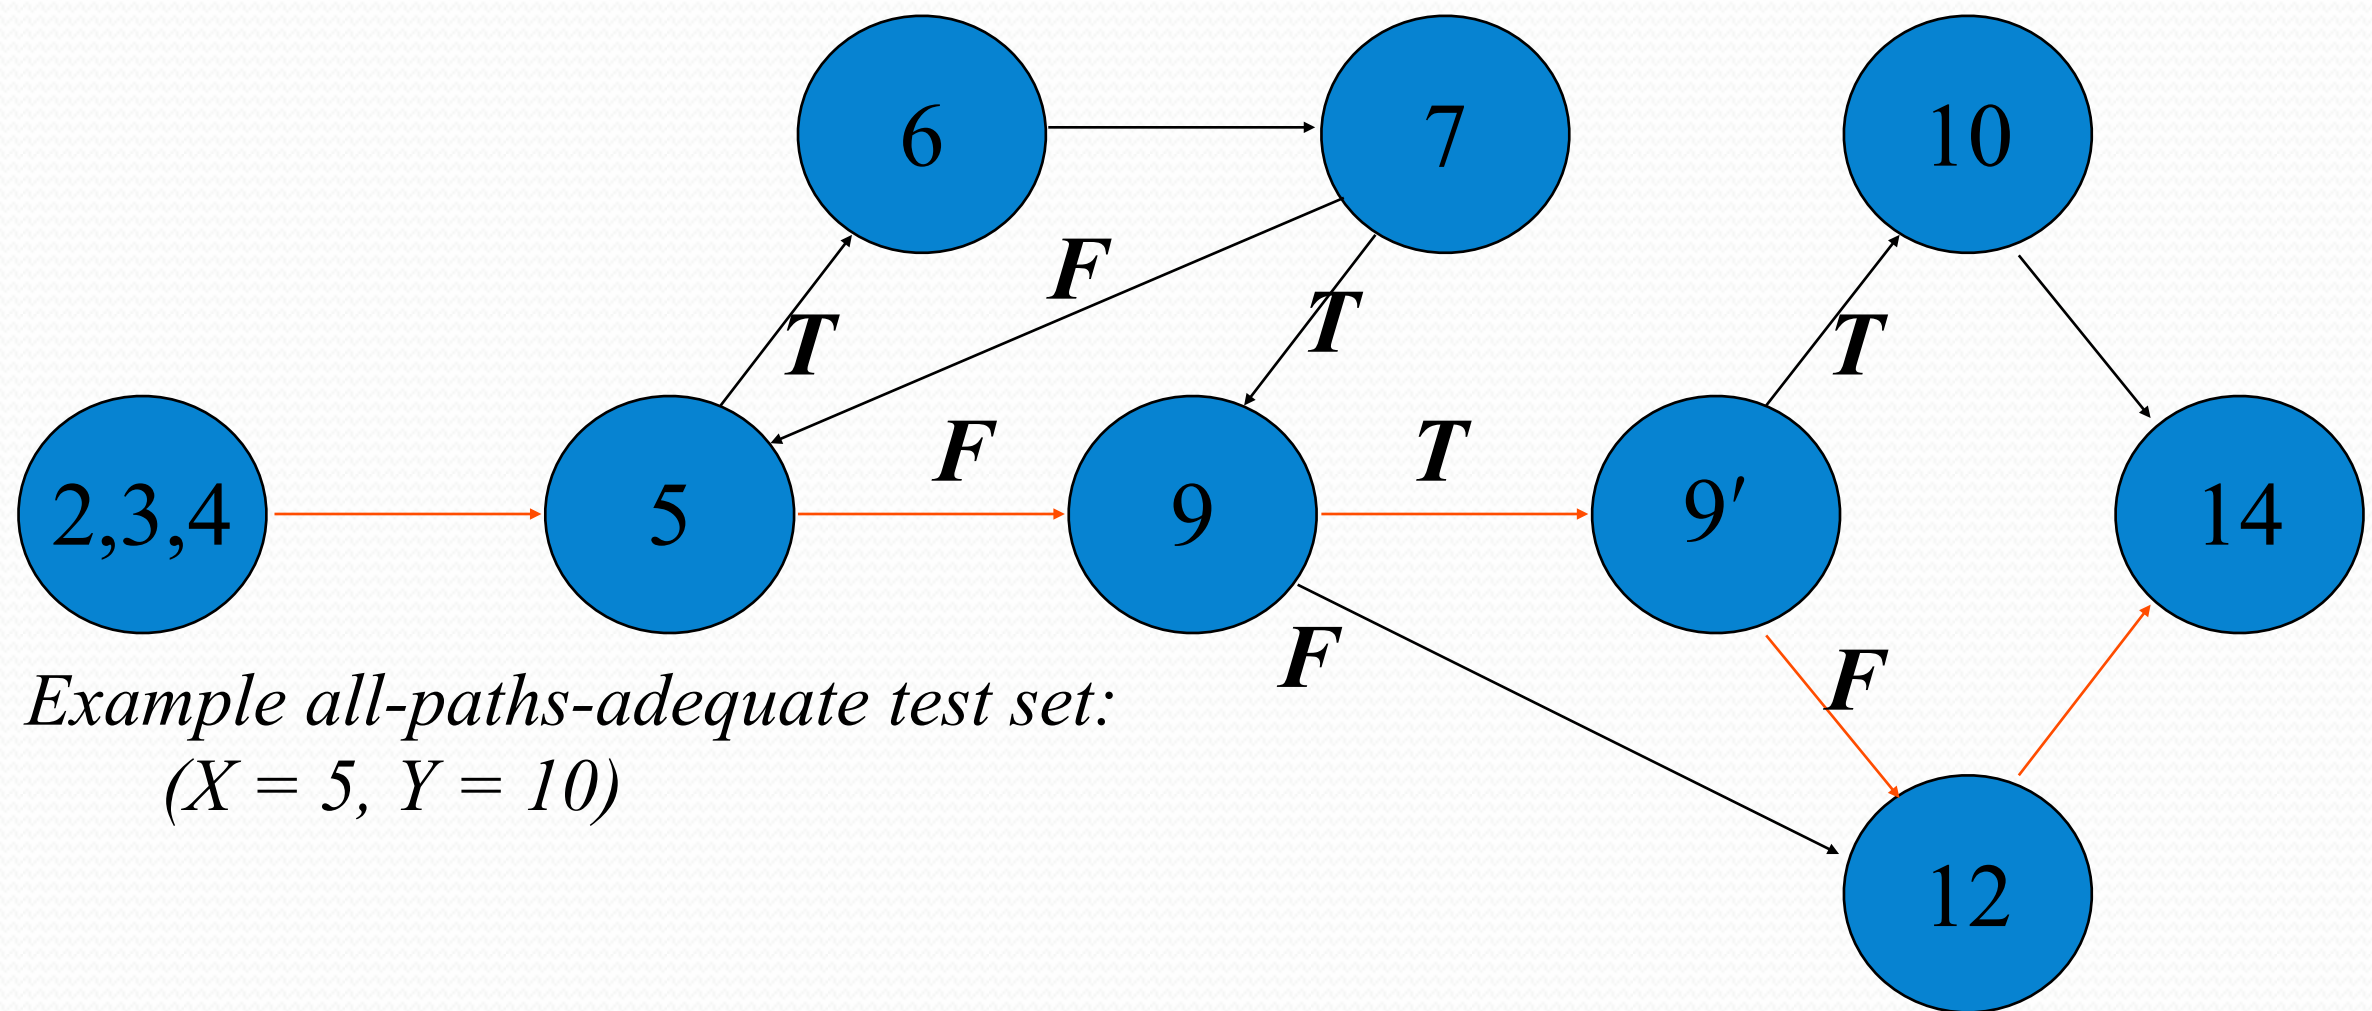 6
7
10
F
T
T
T
F
T
2,3,4
5
9
9′
14
F
F
Example all-paths-adequate test set:
(X = 5, Y = 10)
12